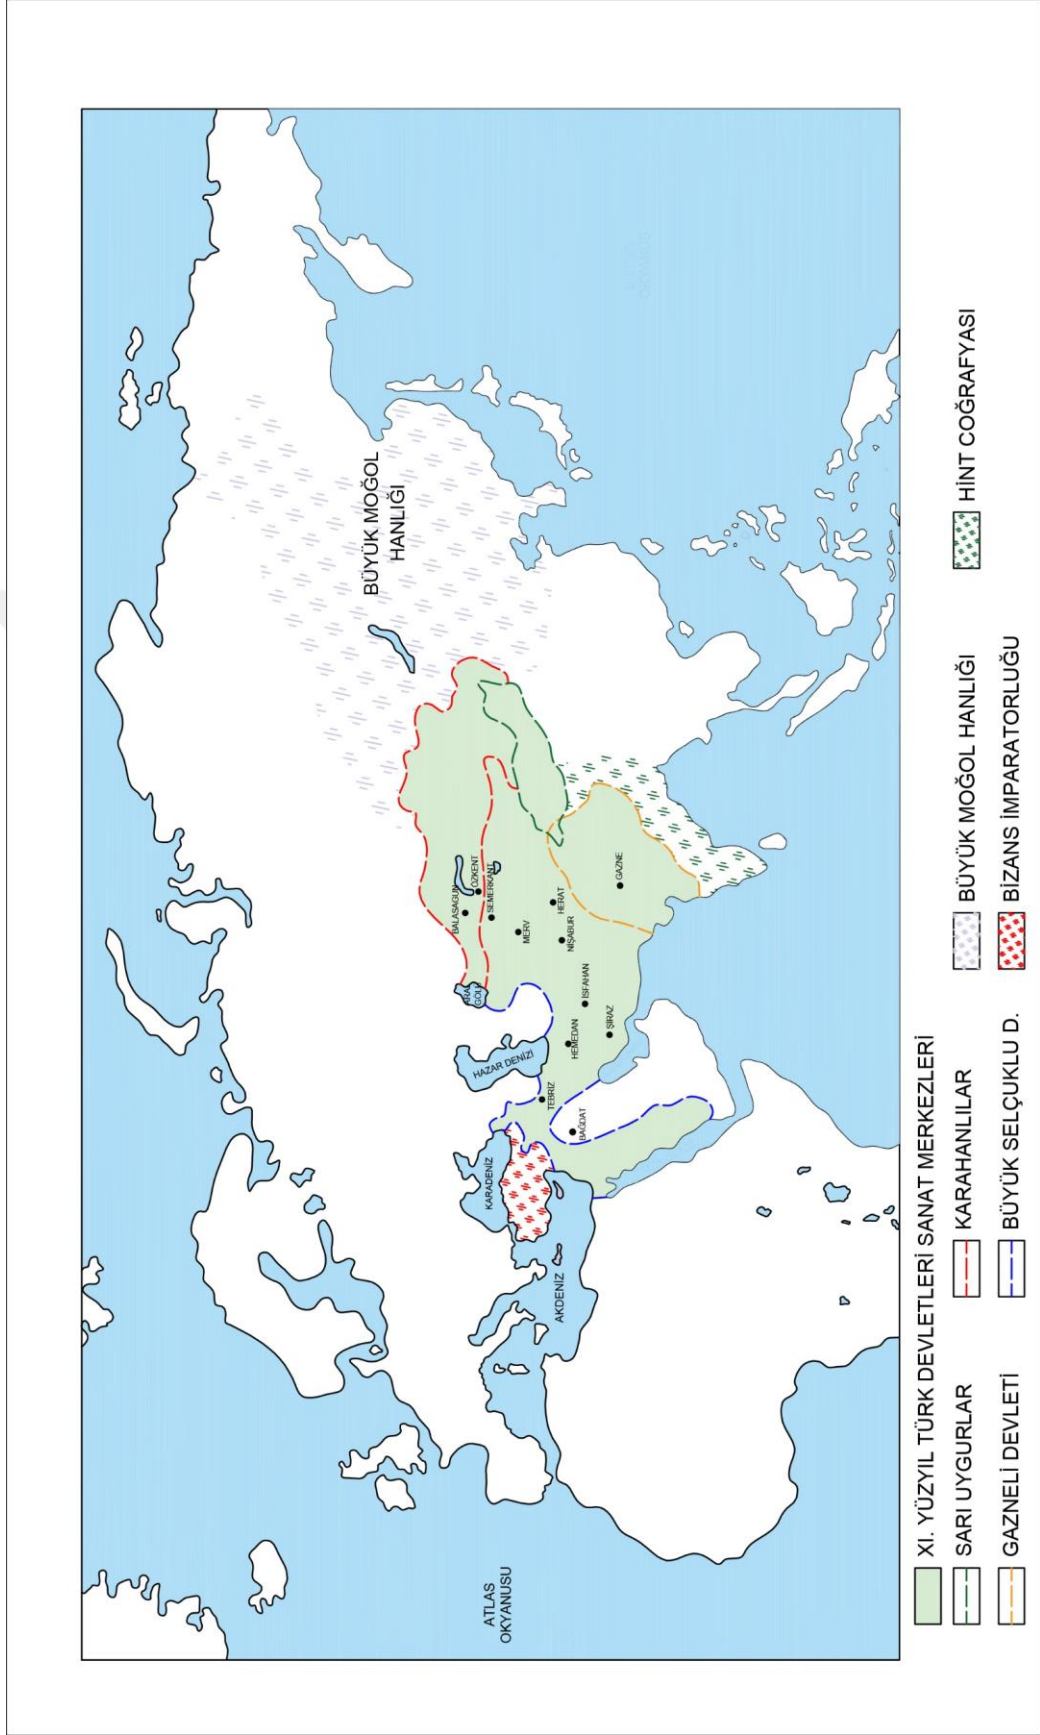 BÜYÜK MOĞOL
HANLIĞI
BALASAGUN
ARAL
GÖLÜ
ÖZKENT
SEMERKANT
KARADENİZ
HAZAR DENİZİ
ATLAS
OKYANUSU
MERV
TEBRİZ
AKDENİZ
HERAT
NİŞABUR
HEMEDAN
BAĞDAT
İSFAHAN
ŞİRAZ
GAZNE
XI. YÜZYIL TÜRK DEVLETLERİ SANAT MERKEZLERİ
SARI UYGURLAR
KARAHANLILAR
BÜYÜK MOĞOL HANLIĞI
HİNT COĞRAFYASI
GAZNELİ DEVLETİ
BÜYÜK SELÇUKLU D.
BİZANS İMPARATORLUĞU